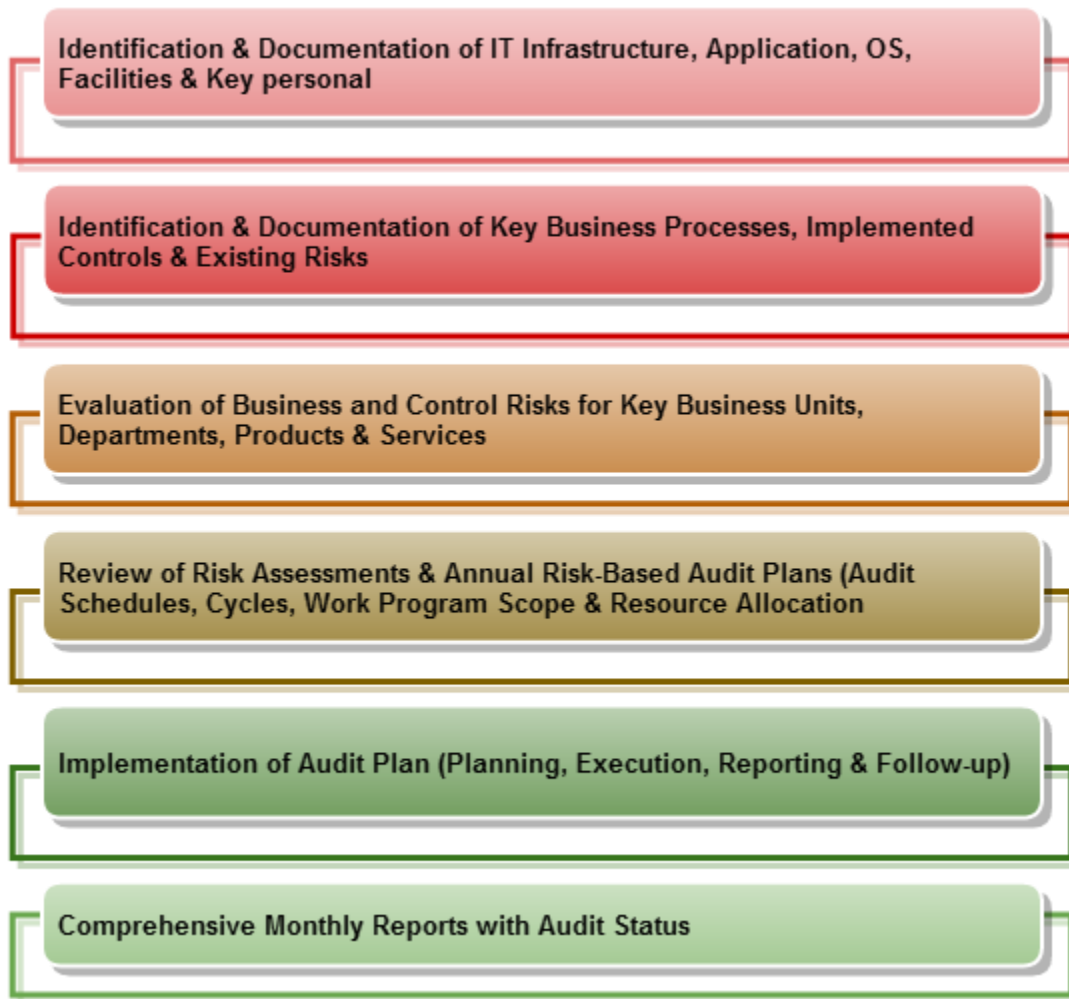 Identification & Documentation of IT Infrastructure, Application, OS,
Facilities & Key personal
Identification & Documentation of Key Business Processes, Implemented
Controls & Existing Risks
Evaluation of Business and Control Risks for Key Business Units,
Departments, Products & Services
Review of Risk Assessments & Annual Risk-Based Audit Plans (Audit
Schedules, Cycles, Work Program Scope & Resource Allocation
Implementation of Audit Plan (Planning, Execution, Reporting & Follow-up)
Comprehensive Monthly Reports with Audit Status